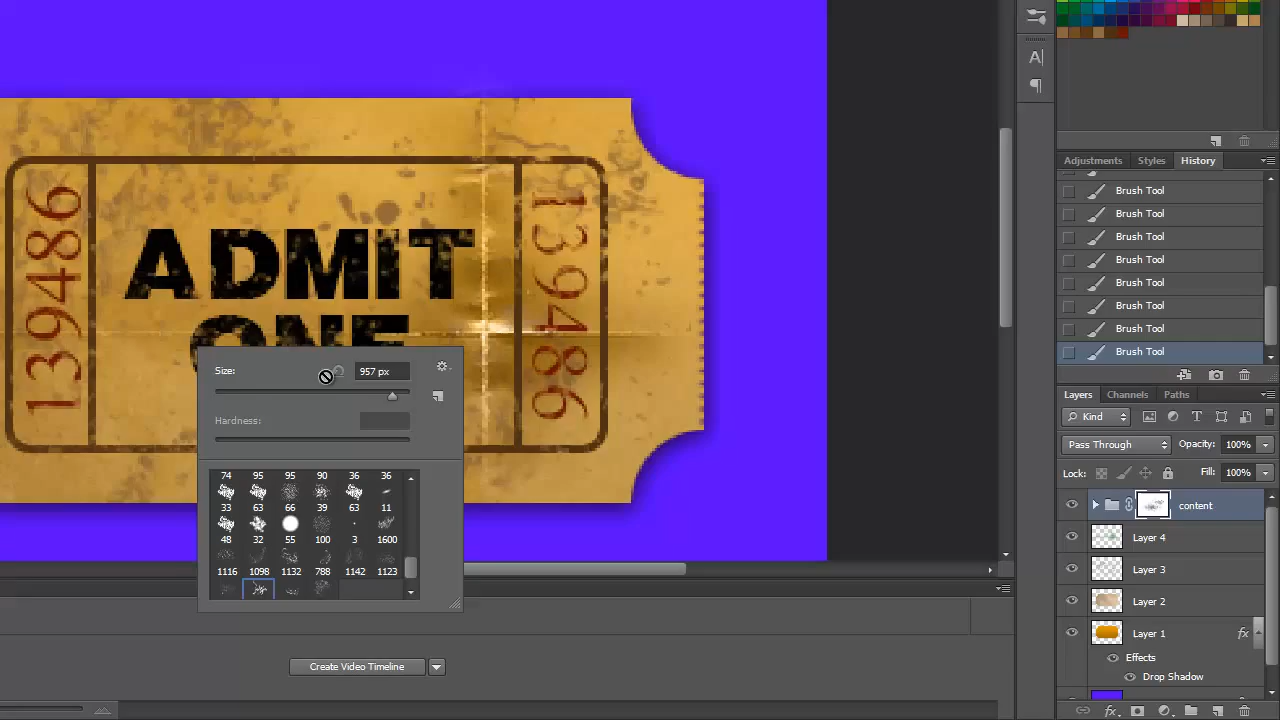 Adjustments Styles History
Brush Tool
Brush Tool
Brush Tool
Brush Tool
Brush Tool
Brush Tool
Brush Tool
Brush Tool
139486
ADMIT
ONE
139486
Size: 957 px
Hardness:
74 95 95 90 36 36
33 63 66 39 63 11
48 32 55 100 3 1600
1116 1098 1132 788 1142 1123
Layers Channels Paths
Kind
Pass Through Opacity: 100%
Lock: Fill: 100%
content
Layer 4
Layer 3
Layer 2
Layer 1 fx
Effects
Drop Shadow
Create Video Timeline